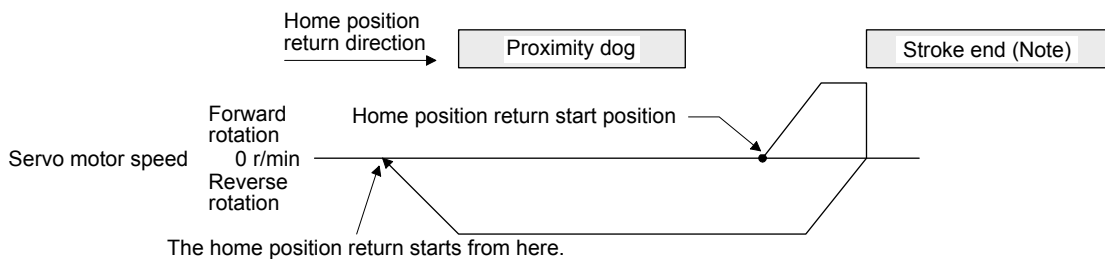 Home position
return direction
Proximity dog
Stroke end (Note)
Forward
rotation
Home position return start position
Servo motor speed
0 r/min
Reverse
rotation
The home position return starts from here.